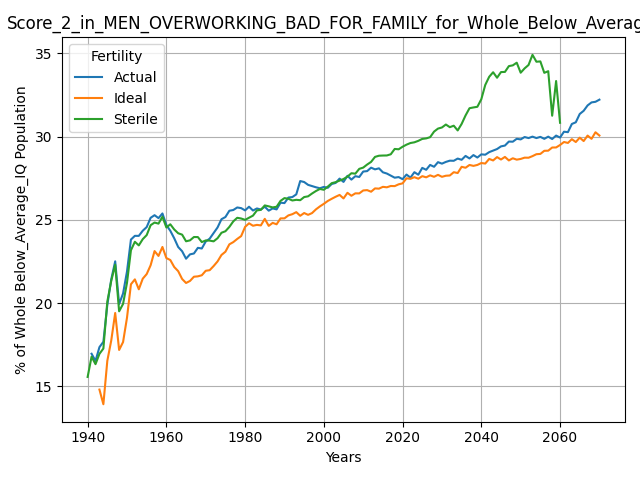 Score_2_in_MEN_OVERWORKING_BAD_FOR_FAMILY_for_Whole_Below_Averag
Fertility
Actual
Ideal
Sterile
% of Whole Below_Average_IQ Population
35
30
25
20
15
1940
1960
1980
2000
2020
2040
2060
Years